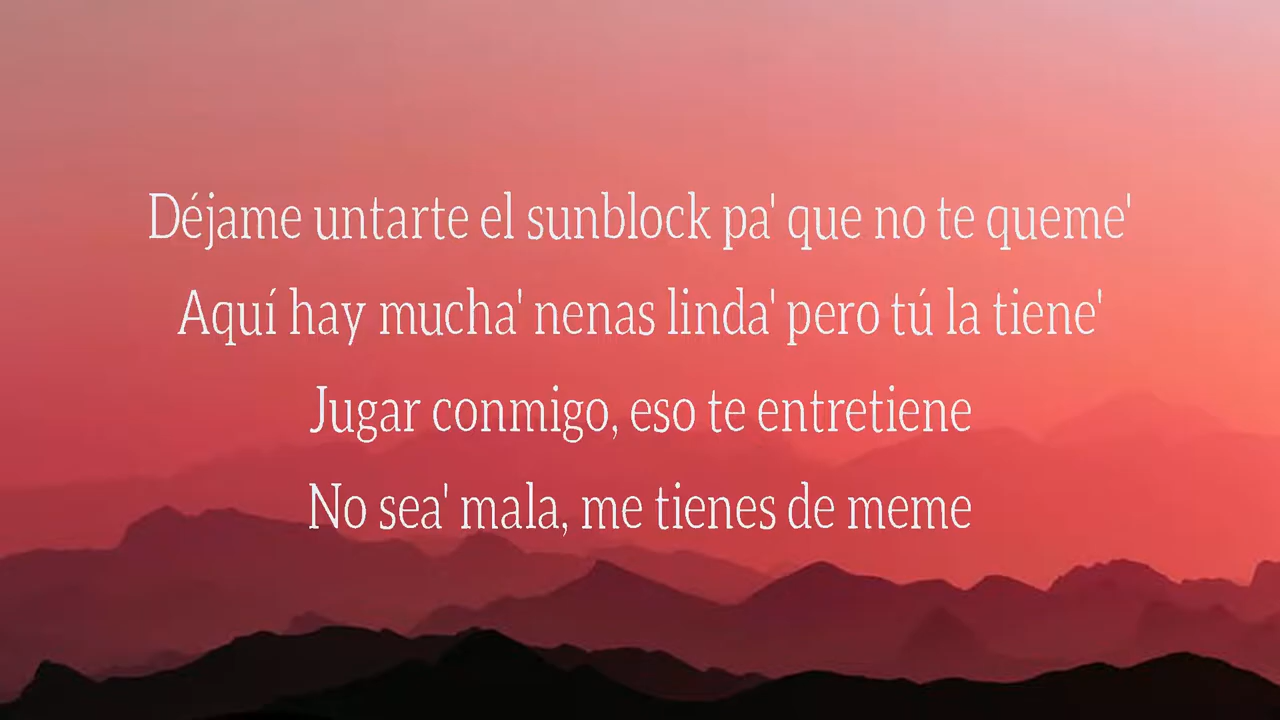 Déjame untarte el sunblock pa' que no te queme'
Aquí hay mucha' nenas linda' pero tú la tiene'
Jugar conmigo, eso te entretiene
No sea' mala, me tienes de meme